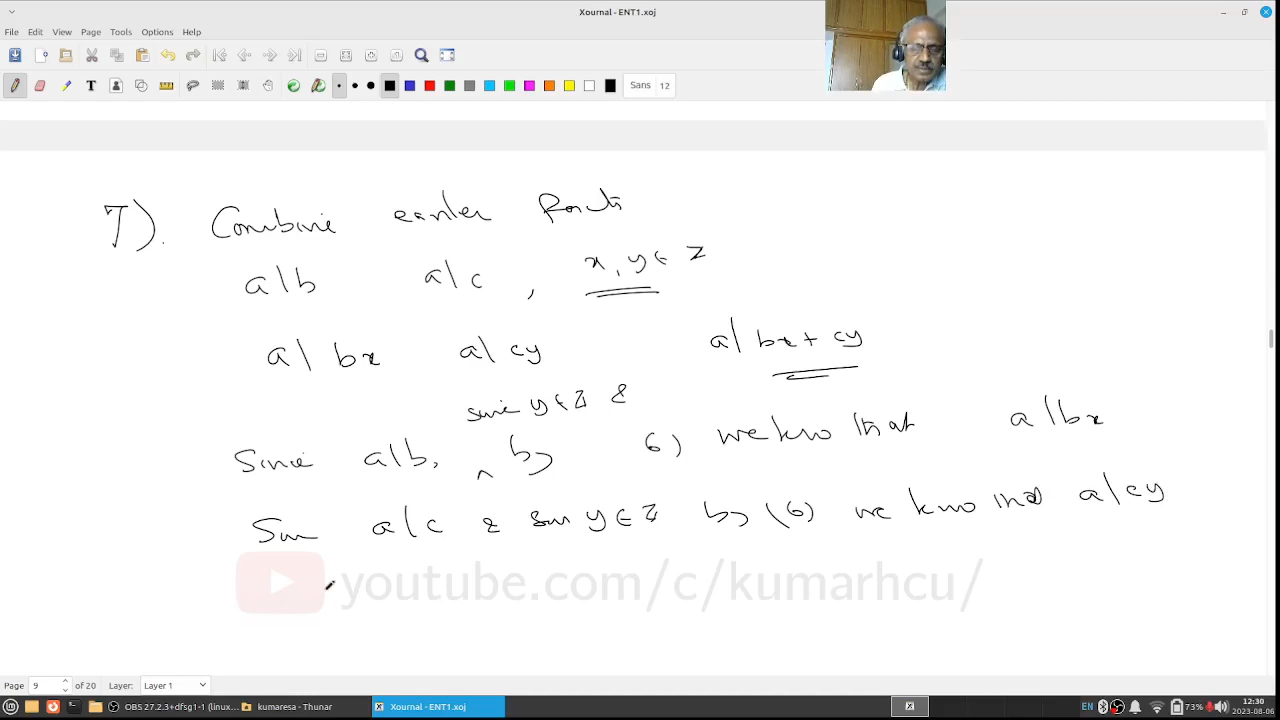 Xournal - ENT1.xoj
File Edit View Page Tools Options Help
T Sans 12
7). Combine earlier facts
a|b a|c , x, y ∈ Z
a|bx a|cy a|bx+cy
since y ∈ Z &
Since a|b, ^ by 6) we know that a|bx
Since a|c & since y ∈ Z by (6) we know that a|cy
youtube.com/c/kumarhcu/
Page 9 of 20 Layer: Layer 1
OBS 27.2.3+dfsg1-1 (linux... kumaresa - Thunar Xournal - ENT1.xoj EN 73% 12:30
2023-08-06